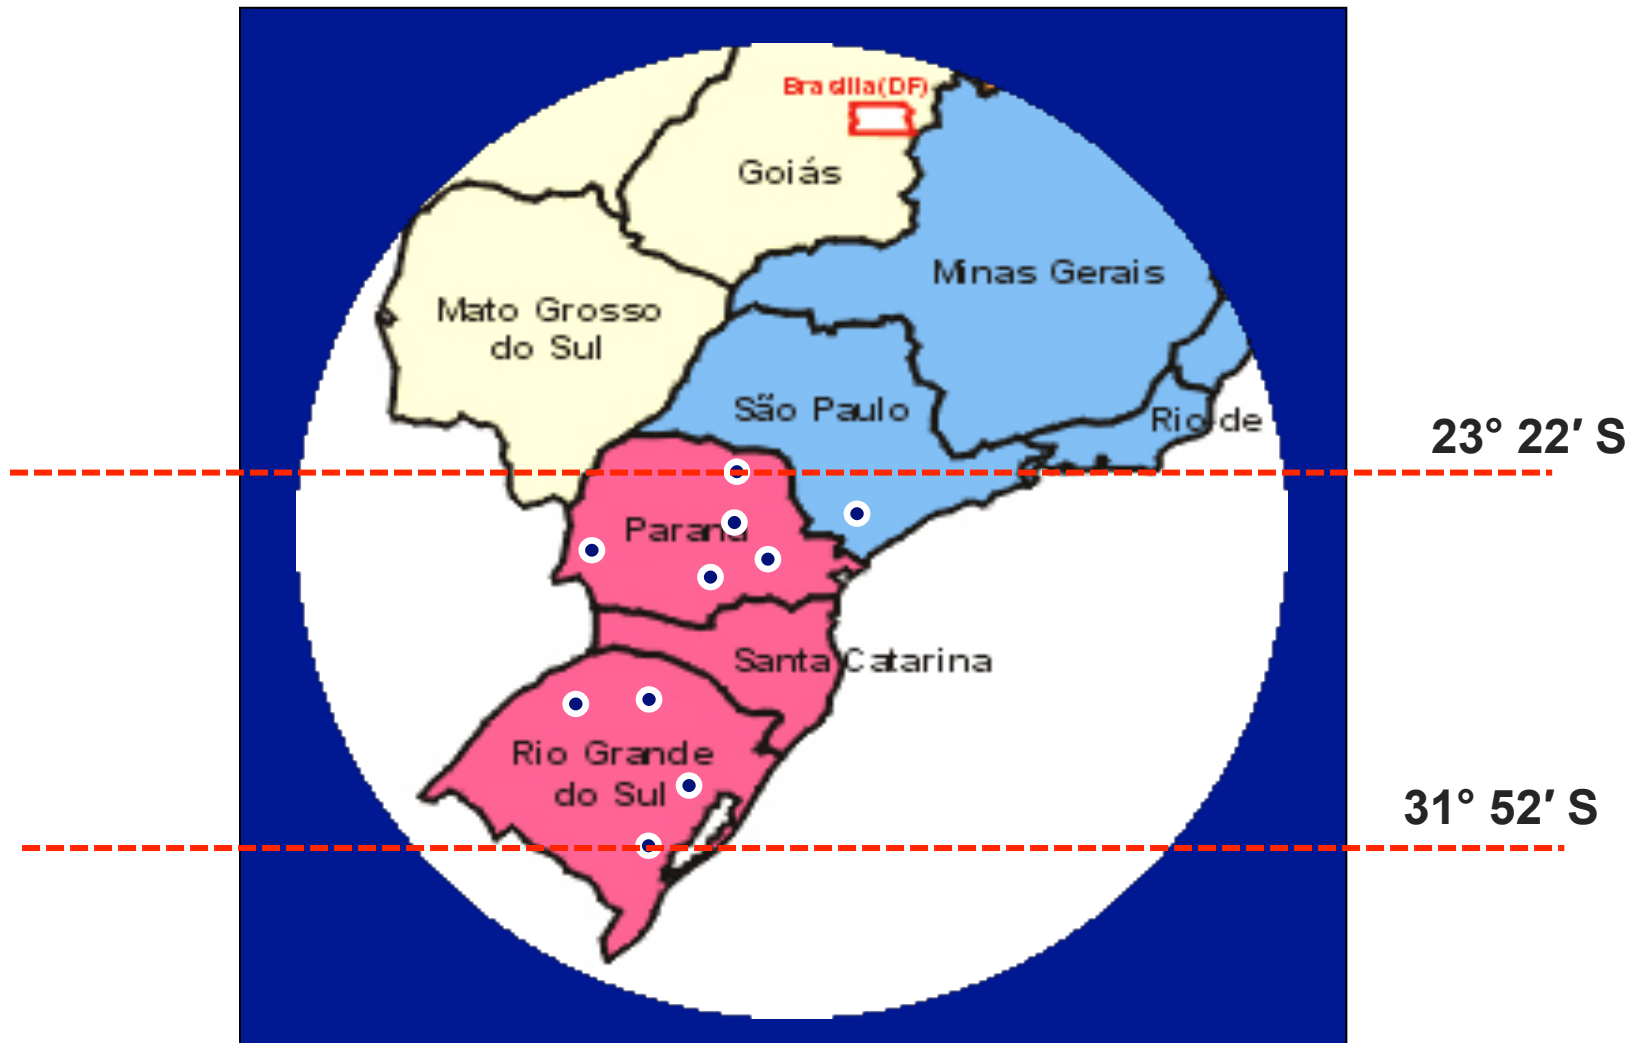 Brasília(DF)
Goiás
Minas Gerais
Mato Grosso
do Sul
São Paulo
Rio de
23° 22′ S
Paraná
Santa Catarina
Rio Grande
do Sul
31° 52′ S